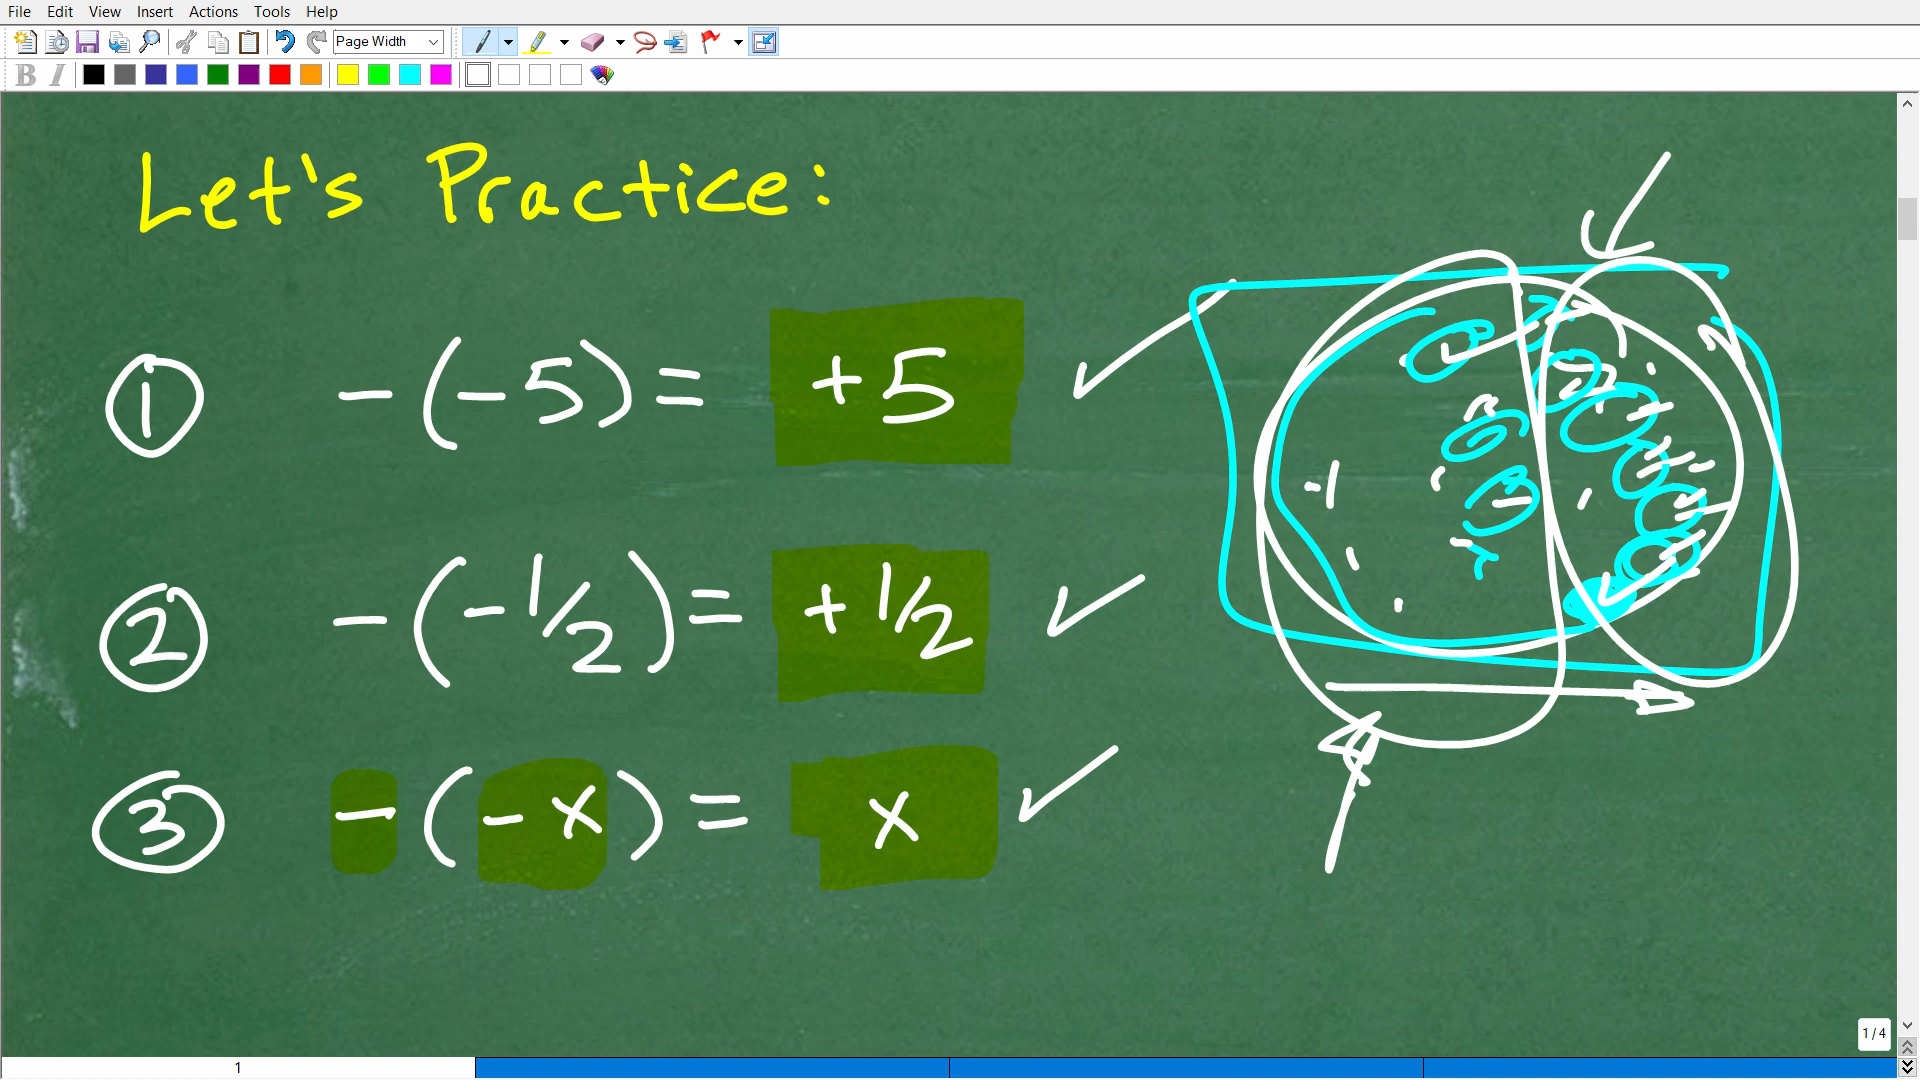 File Edit View Insert Actions Tools Help
Page Width
B I
Let's Practice:
① -(-5)= +5
② -(-1/2)= +1/2
③ -(-x)= x
-1
1/4
1